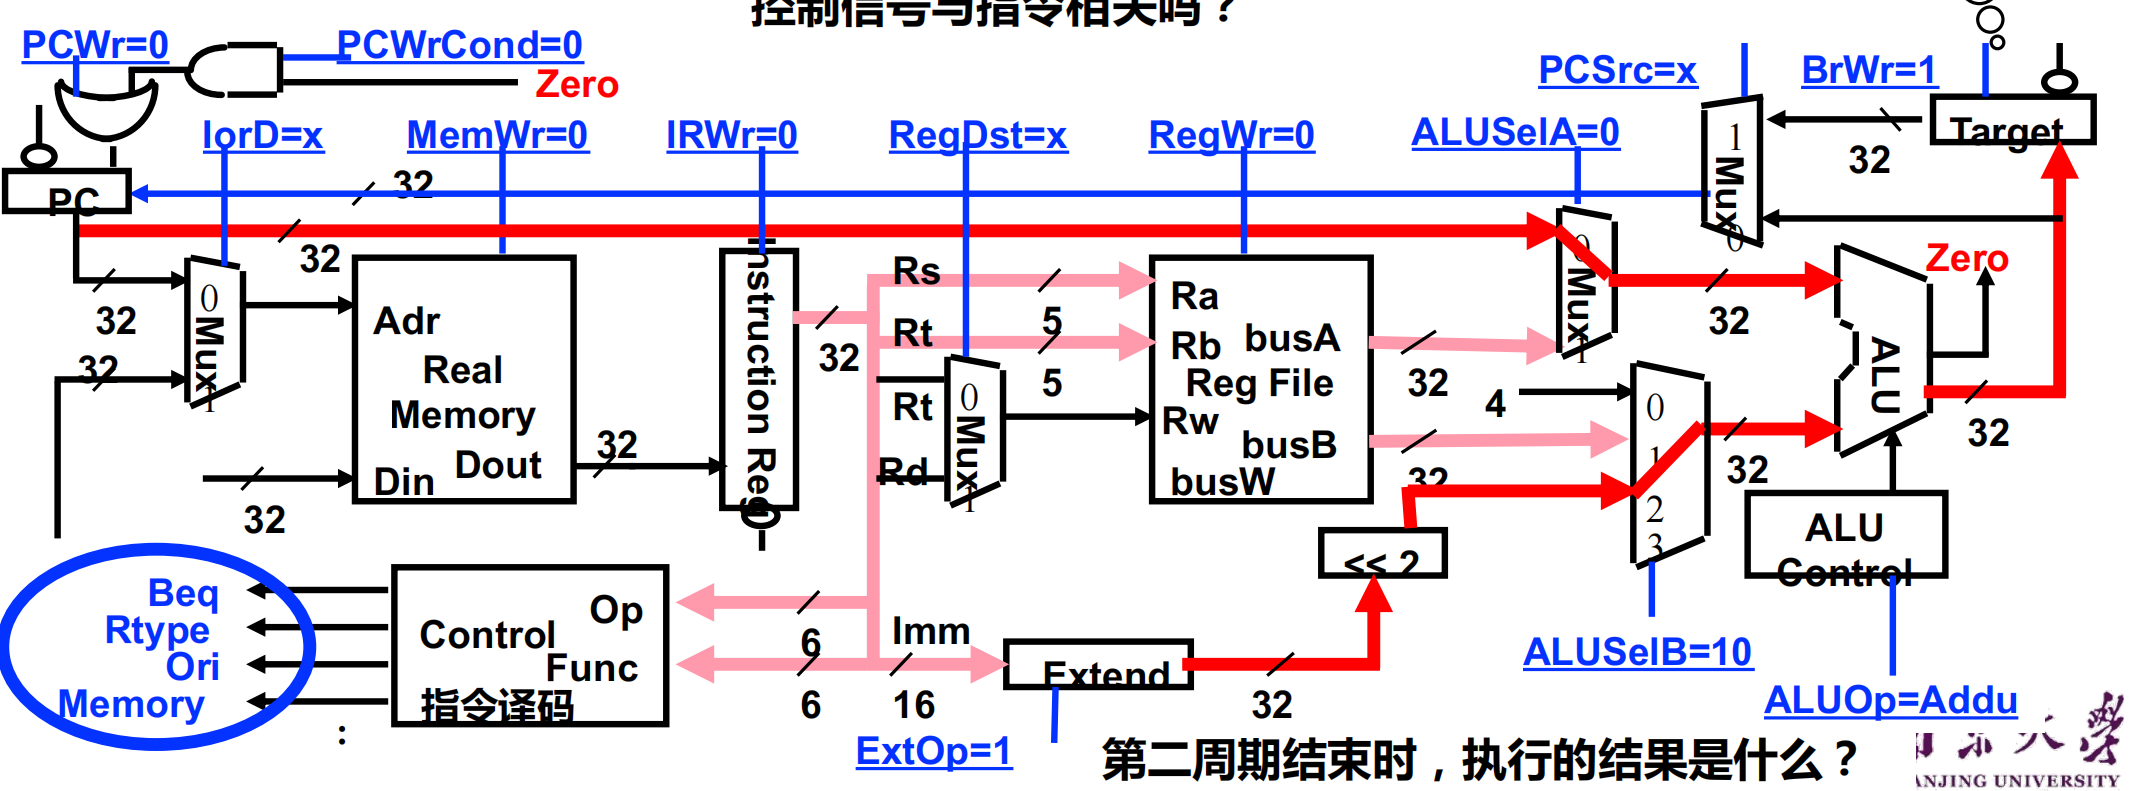 控制信号与指令相关吗？
PCWr=0
PCWrCond=0
Zero
PCSrc=x
BrWr=1
IorD=x
MemWr=0
IRWr=0
RegDst=x
RegWr=0
ALUSelA=0
1
Mux
0
Target
32
PC
32
32
32
0
Mux
1
32
Adr
Real
Memory
Din
Dout
32
32
Instruction Reg
32
Rs
5
Rt
5
Rt
Rd
0
Mux
1
Ra
Rb
busA
Reg File
Rw
busB
busW
32
32
0
Mux
1
32
4
0
1
2
3
32
Zero
ALU
32
<< 2
ALU
Control
Beq
Rtype
Ori
Memory
:
Op
Control
Func
指令译码
6
6
Imm
16
Extend
32
ExtOp=1
ALUSelB=10
ALUOp=Addu
第二周期结束时，执行的结果是什么？
ANJING UNIVERSITY